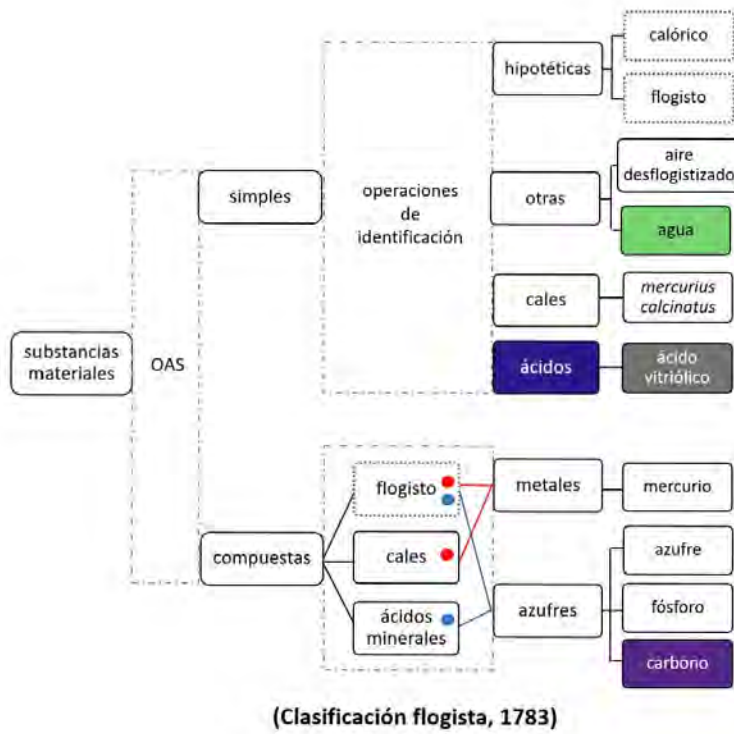 calórico
hipotéticas
flogisto
aire
desflogistizado
simples
operaciones
de
identificación
otras
agua
cales
mercurius
calcinatus
substancias
materiales
OAS
ácidos
ácido
vitriólico
flogisto
metales
mercurio
azufre
compuestas
cales
ácidos
minerales
azufres
fósforo
carbono
(Clasificación flogista, 1783)